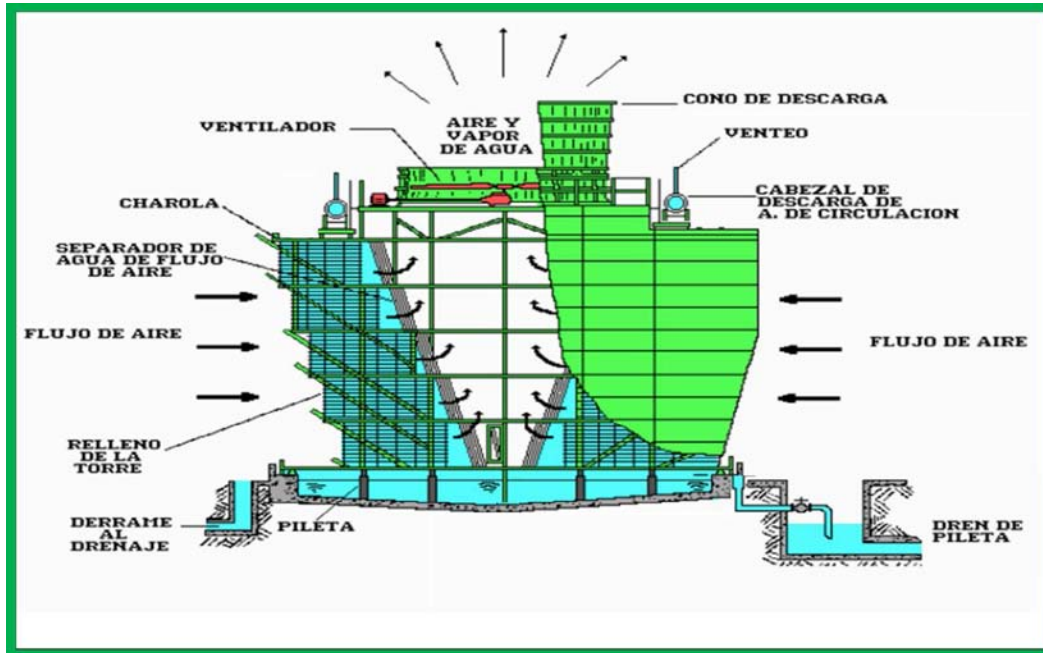 CONO DE DESCARGA
VENTILADOR
AIRE Y
VAPOR
DE AGUA
VENTEO
CHAROLA
CABEZAL DE
DESCARGA DE
A. DE CIRCULACION
SEPARADOR DE
AGUA DE FLUJO
DE AIRE
FLUJO DE AIRE
FLUJO DE AIRE
RELLENO
DE LA
TORRE
DERRAME
AL
DRENAJE
PILETA
DREN DE
PILETA